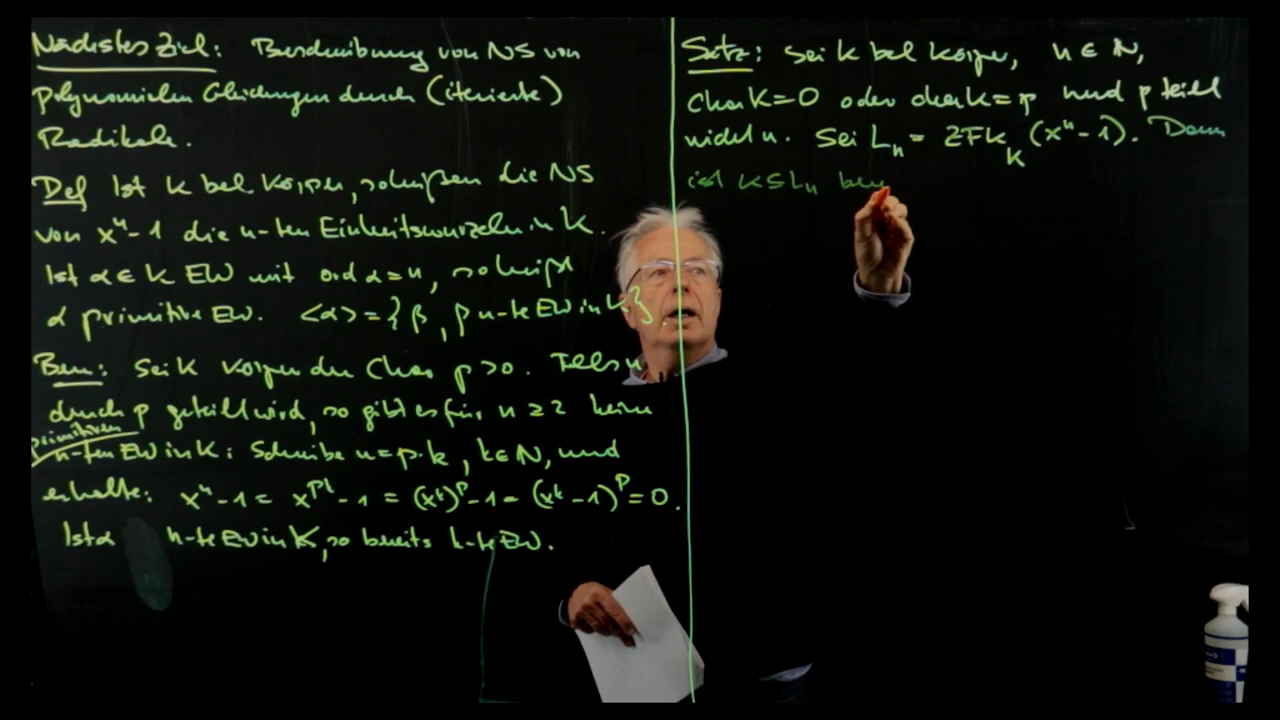 Nächstes Ziel: Beschreibung von NS von
polynomialen Gleichungen durch (iterierte)
Radikale.
Def Ist K bel. Körper, so heißen die NS
von x^n - 1 die n-ten Einheitswurzeln in K.
Ist α ∈ K EW mit ord α = n, so heißt
α primitive EW. <α> = { β, β n-te EW in K }
Bem: Sei K Körper der Char p > 0. Falls n
durch p geteilt wird, so gibt es für n ≥ 2 keine
primitiven
n-ten EW in K: Schreibe n = p·k, k ∈ N, und
erhalte: x^n - 1 = x^{pk} - 1 = (x^k)^p - 1 = (x^k - 1)^p = 0.
Ist α n-te EW in K, so bereits k-te EW.
Satz: Sei K bel Körper, n ∈ N,
Char K = 0 oder char K = p und p teilt
nicht n. Sei L_n = ZFK_K (x^n - 1). Dann
ist K ⊆ L_n